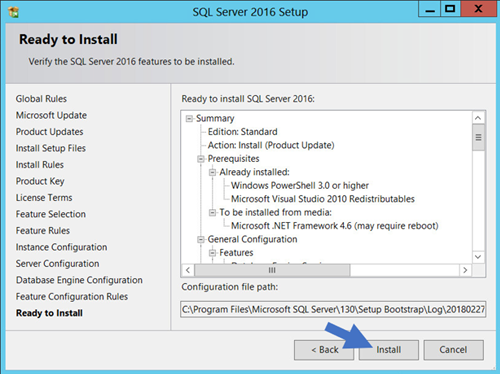 SQL Server 2016 Setup
Ready to Install
Verify the SQL Server 2016 features to be installed.
Global Rules
Microsoft Update
Product Updates
Install Setup Files
Install Rules
Product Key
License Terms
Feature Selection
Feature Rules
Instance Configuration
Server Configuration
Database Engine Configuration
Feature Configuration Rules
Ready to Install
Ready to install SQL Server 2016:
Summary
Edition: Standard
Action: Install (Product Update)
Prerequisites
Already installed:
Windows PowerShell 3.0 or higher
Microsoft Visual Studio 2010 Redistributables
To be installed from media:
Microsoft .NET Framework 4.6 (may require reboot)
General Configuration
Features
Configuration file path:
C:\Program Files\Microsoft SQL Server\130\Setup Bootstrap\Log\20180227
< Back
Install
Cancel